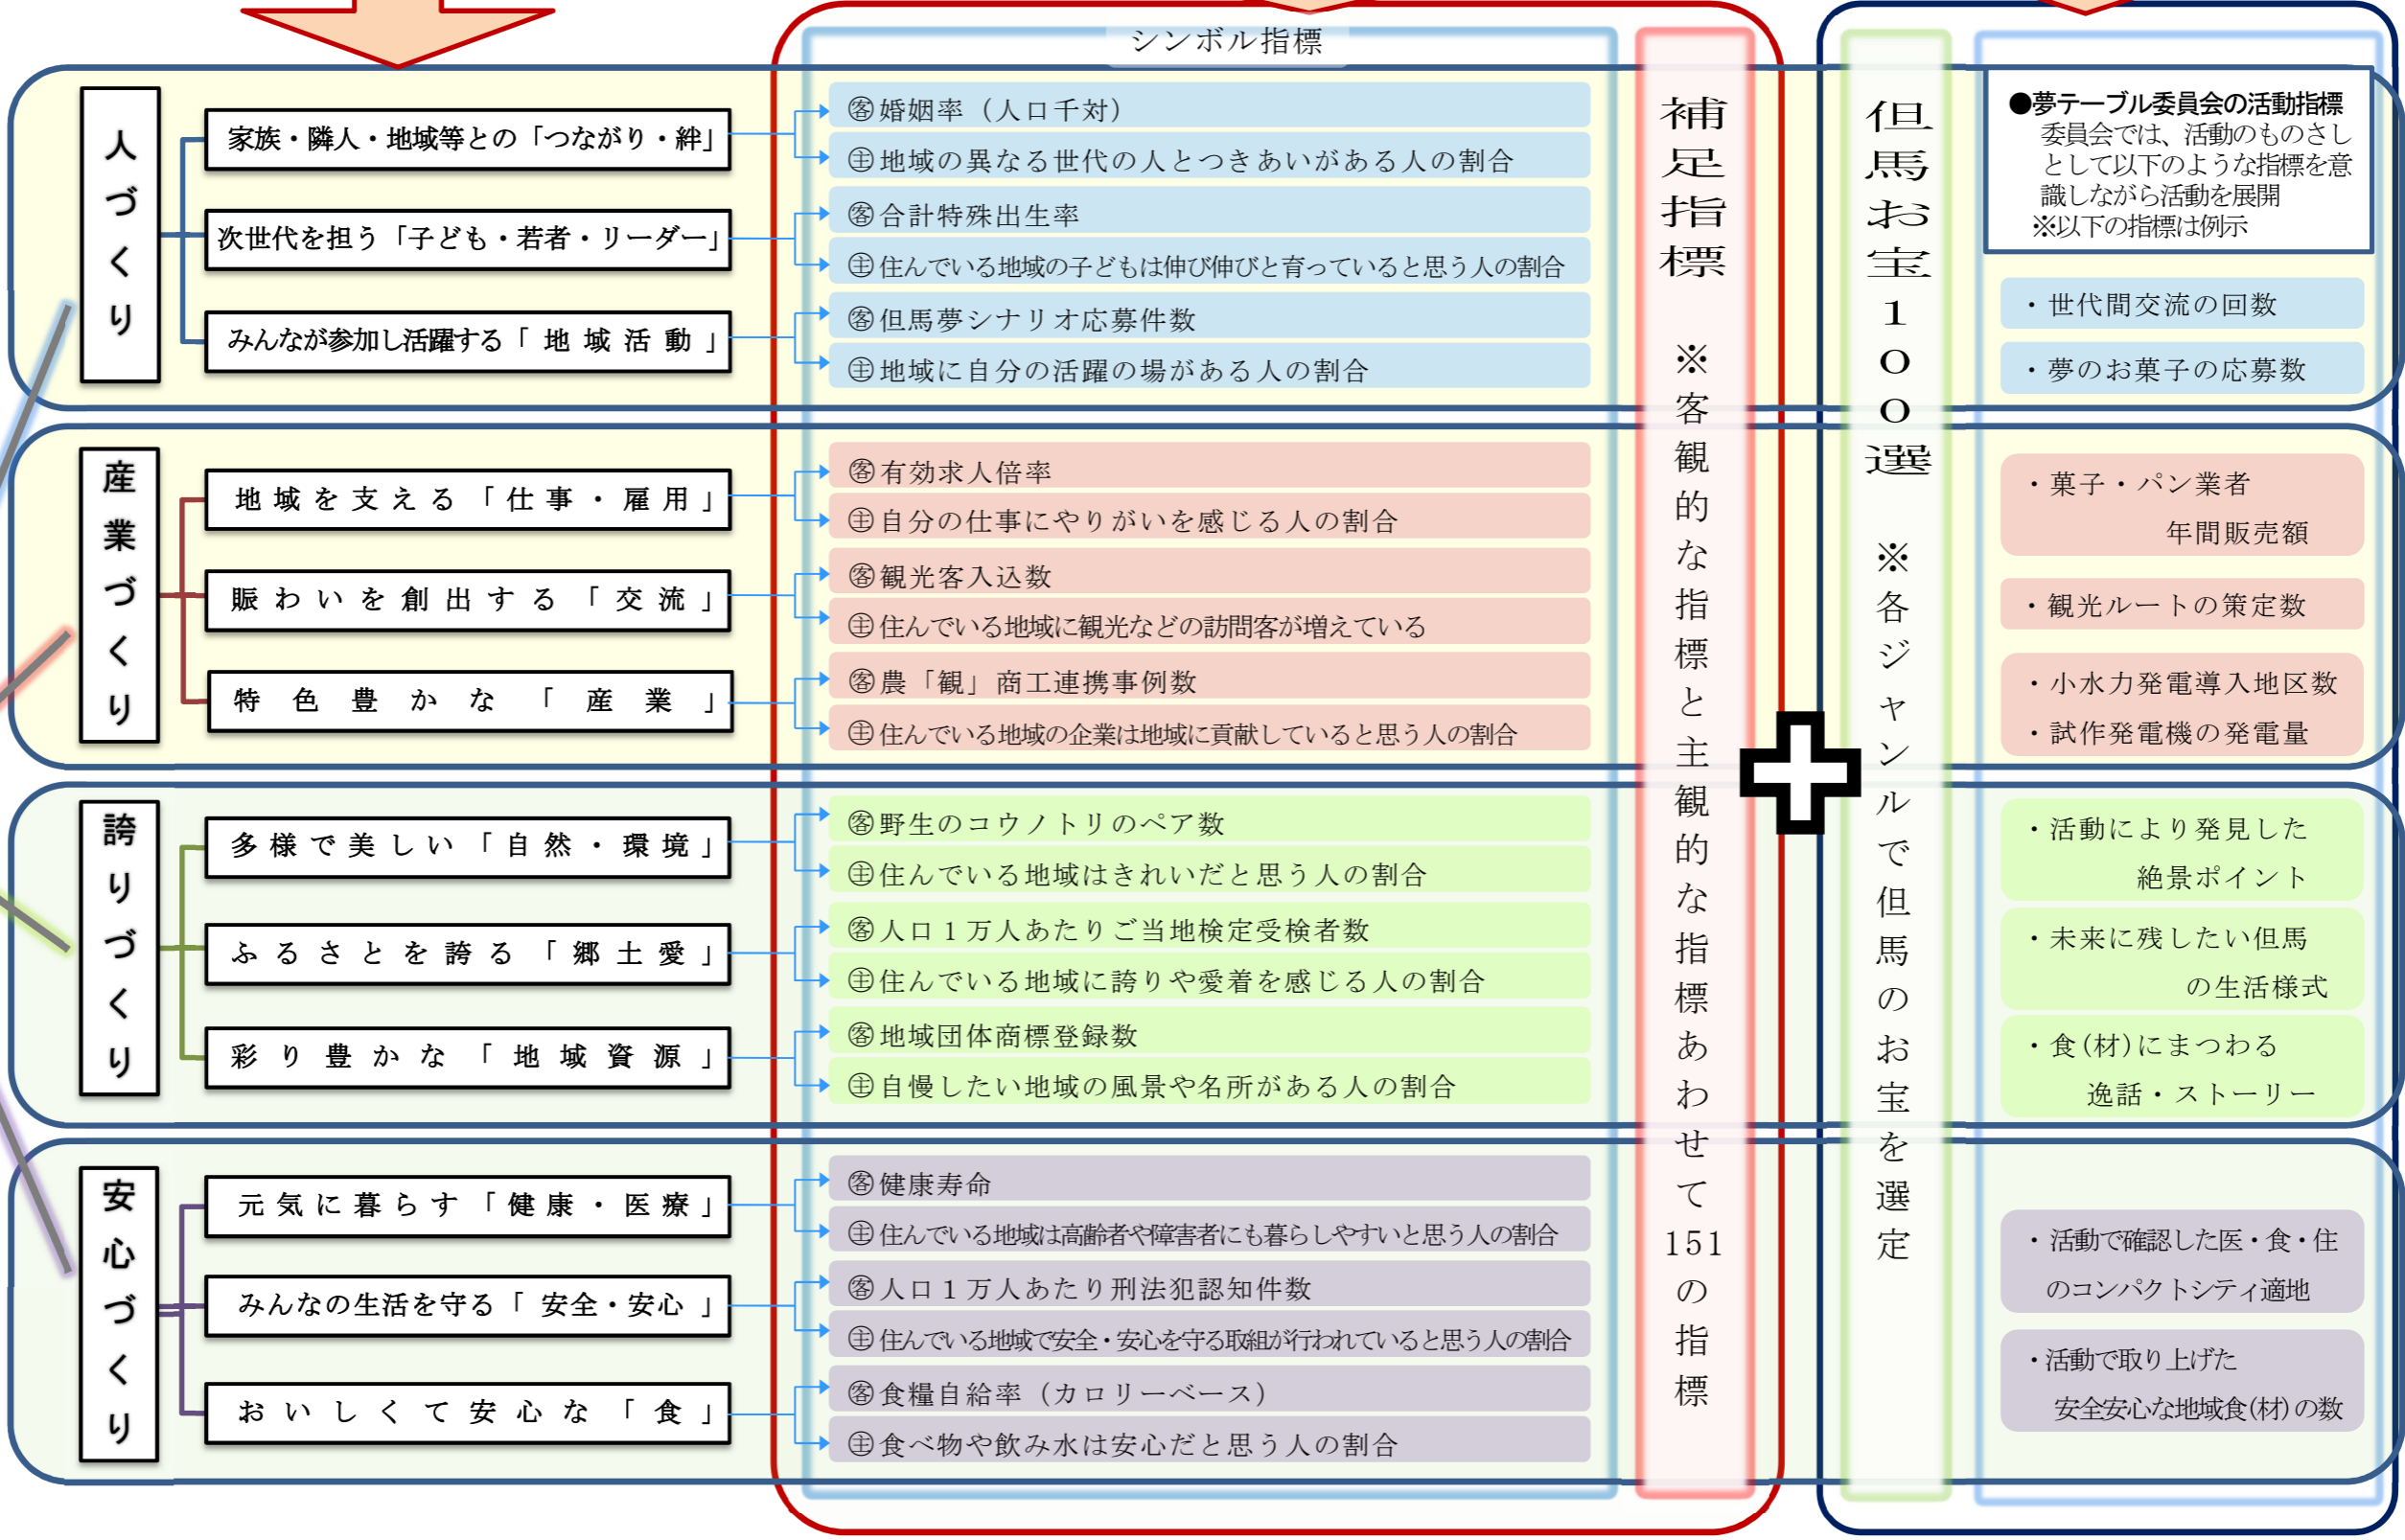 シンボル指標
人づくり
家族・隣人・地域等との「つながり・絆」
㊔婚姻率（人口千対）
㊟地域の異なる世代の人とつきあいがある人の割合
次世代を担う「子ども・若者・リーダー」
客合計特殊出生率
主住んでいる地域の子どもは伸び伸びと育っていると思う人の割合
みんなが参加し活躍する「地域活動」
客但馬夢シナリオ応募件数
主地域に自分の活躍の場がある人の割合
産業づくり
地域を支える「仕事・雇用」
客有効求人倍率
主自分の仕事にやりがいを感じる人の割合
賑わいを創出する「交流」
客観光客入込数
主住んでいる地域に観光などの訪問客が増えている
特色豊かな「産業」
客農「観」商工連携事例数
主住んでいる地域の企業は地域に貢献していると思う人の割合
誇りづくり
多様で美しい「自然・環境」
客野生のコウノトリのペア数
主住んでいる地域はきれいだと思う人の割合
ふるさとを誇る「郷土愛」
客人口１万人あたりご当地検定受検者数
主住んでいる地域に誇りや愛着を感じる人の割合
彩り豊かな「地域資源」
客地域団体商標登録数
主自慢したい地域の風景や名所がある人の割合
安心づくり
元気に暮らす「健康・医療」
客健康寿命
主住んでいる地域は高齢者や障害者にも暮らしやすいと思う人の割合
みんなの生活を守る「安全・安心」
客人口１万人あたり刑法犯認知件数
主住んでいる地域で安全・安心を守る取組が行われていると思う人の割合
おいしくて安心な「食」
客食糧自給率（カロリーベース）
主食べ物や飲み水は安心だと思う人の割合
補足指標　※客観的な指標と主観的な指標あわせて151の指標
但馬お宝１００選　※各ジャンルで但馬のお宝を選定
●夢テーブル委員会の活動指標
委員会では、活動のものさし
として以下のような指標を意
識しながら活動を展開
※以下の指標は例示
・世代間交流の回数
・夢のお菓子の応募数
・菓子・パン業者
年間販売額
・観光ルートの策定数
・小水力発電導入地区数
・試作発電機の発電量
・活動により発見した
絶景ポイント
・未来に残したい但馬
の生活様式
・食(材)にまつわる
逸話・ストーリー
・活動で確認した医・食・住
のコンパクトシティ適地
・活動で取り上げた
安全安心な地域食(材)の数